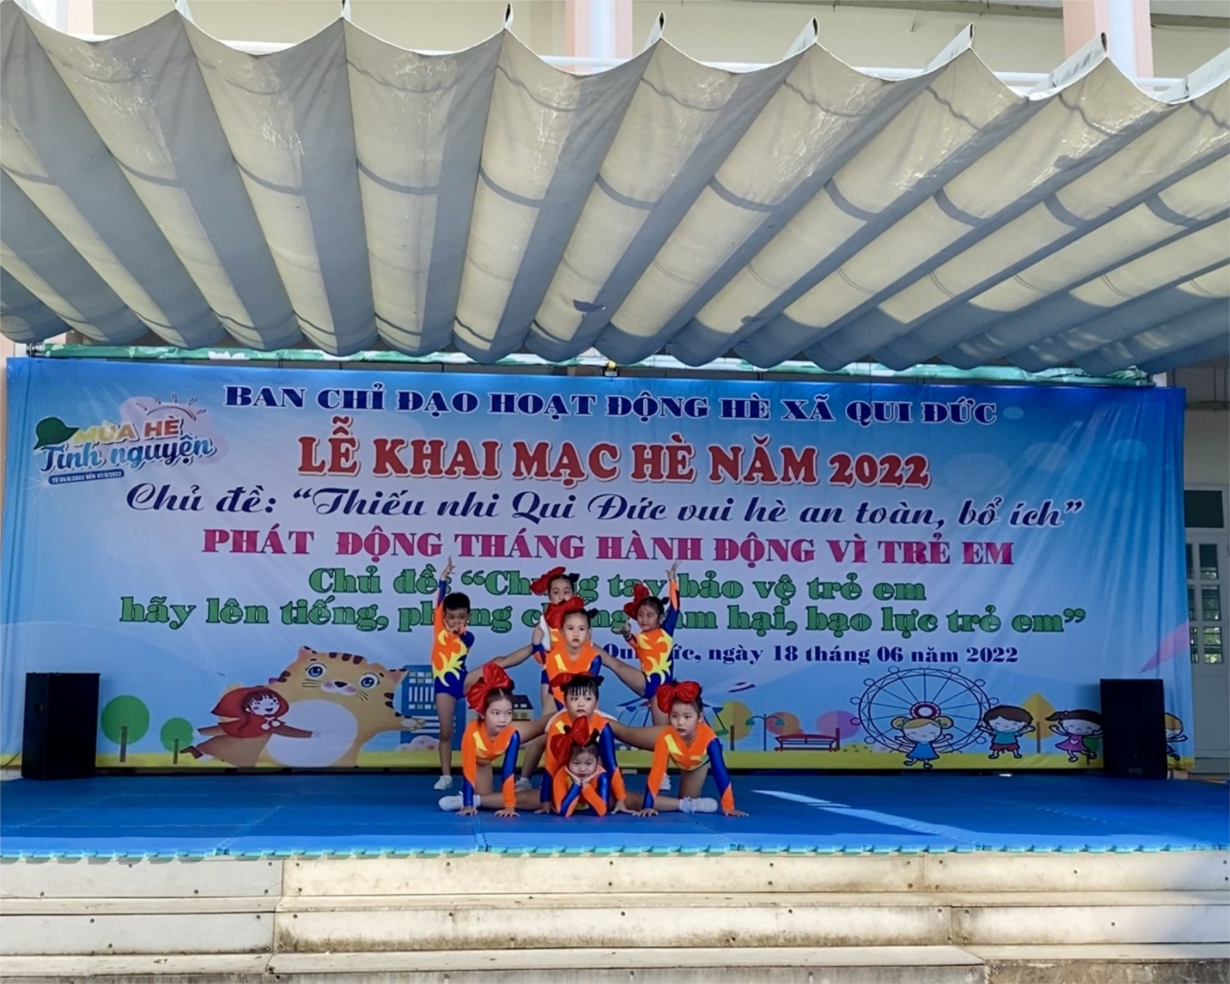 BAN CHỈ ĐẠO HOẠT ĐỘNG HÈ XÃ QUI ĐỨC
MÙA HÈ
Tình nguyện
LỄ KHAI MẠC HÈ NĂM 2022
Chủ đề: “Thiếu nhi Qui Đức vui hè an toàn, bổ ích”
PHÁT ĐỘNG THÁNG HÀNH ĐỘNG VÌ TRẺ EM
Chủ đề: “Chung tay bảo vệ trẻ em
hãy lên tiếng, phòng hại, bạo lực trẻ em”
Qui Đức, ngày 18 tháng 06 năm 2022